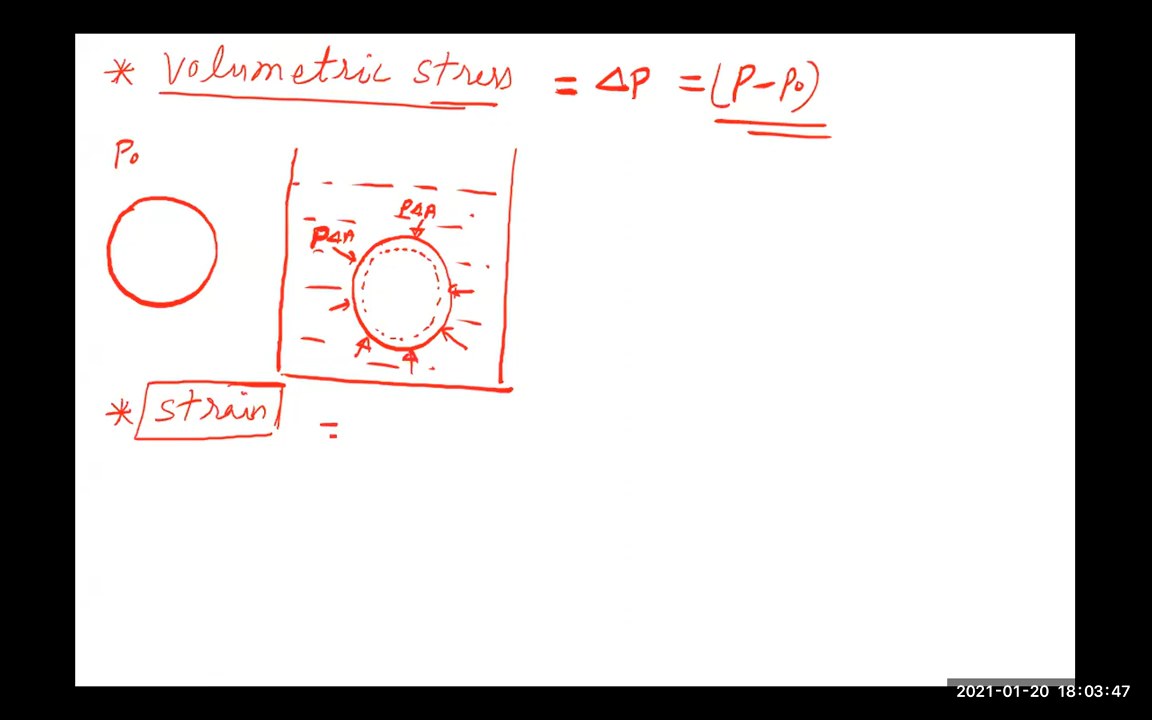 * Volumetric stress = ΔP = (P-P₀)
P₀
PΔA
PΔA
* strain =
2021-01-20 18:03:47